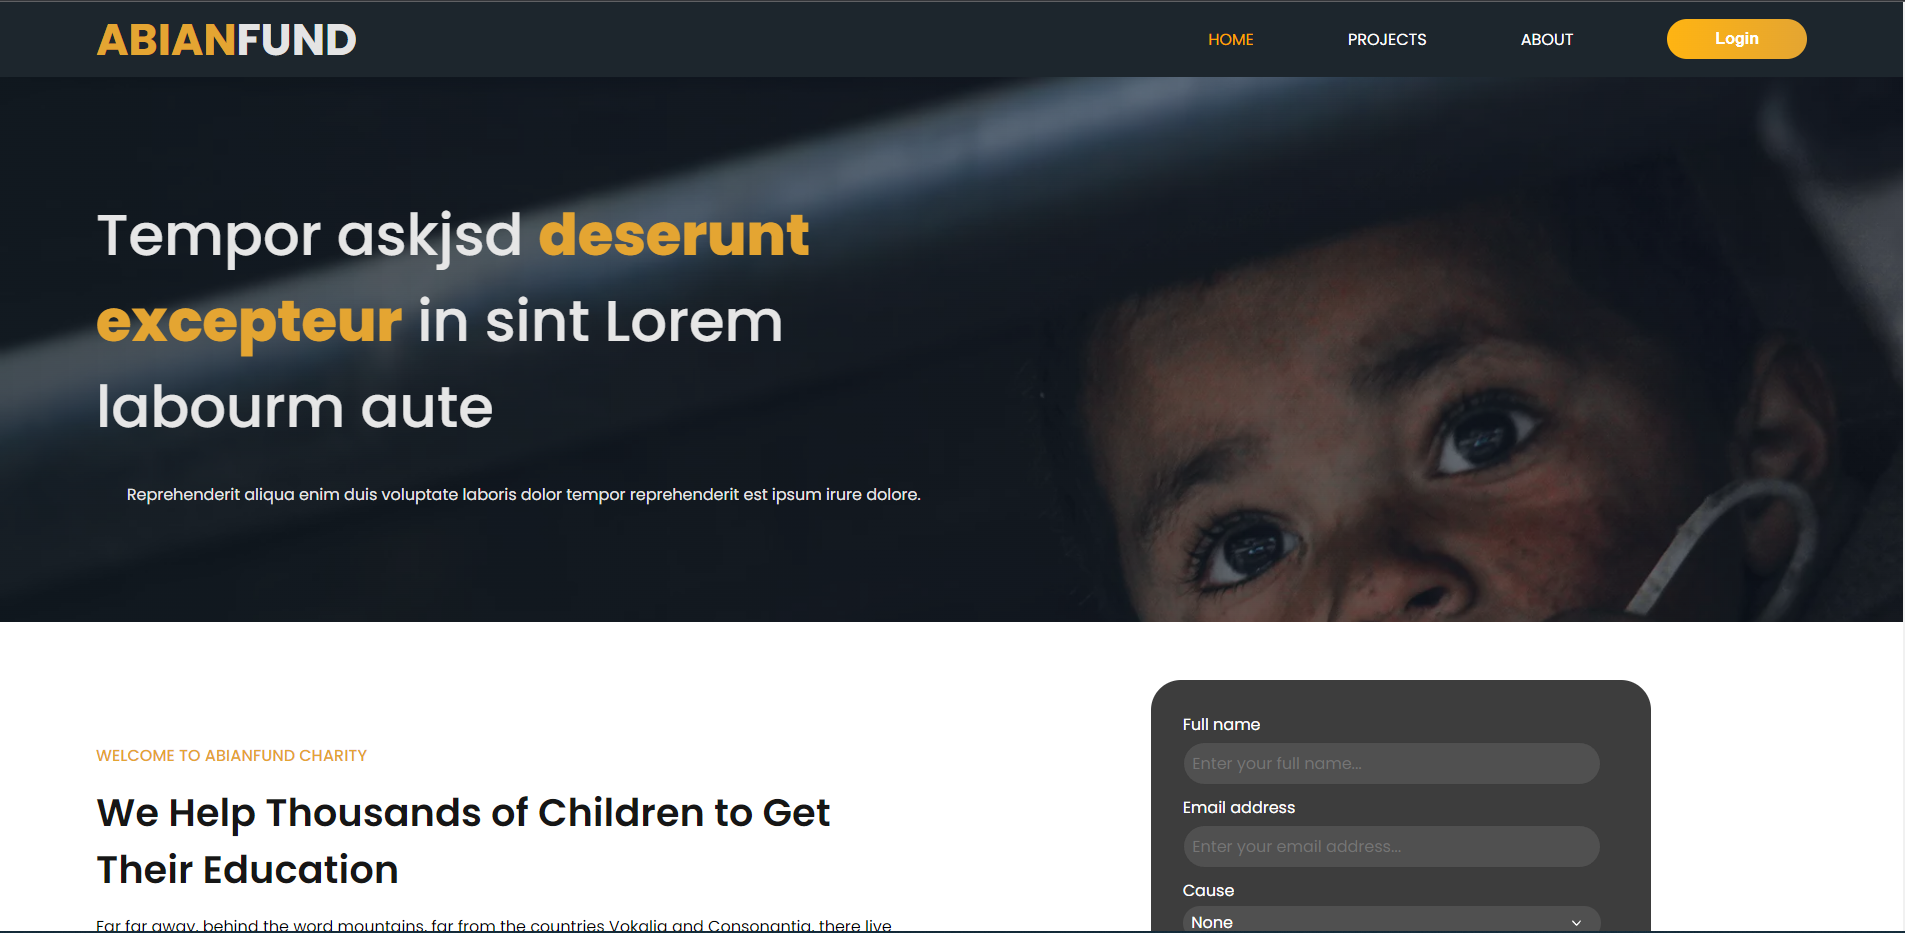 ABIANFUND
HOME
PROJECTS
ABOUT
Login
Tempor askjsd deserunt
excepteur in sint Lorem
labourm aute
Reprehenderit aliqua enim duis voluptate laboris dolor tempor reprehenderit est ipsum irure dolore.
WELCOME TO ABIANFUND CHARITY
We Help Thousands of Children to Get
Their Education
Far far away, behind the word mountains, far from the countries Vokalia and Consonantia, there live
Full name
Enter your full name...
Email address
Enter your email address...
Cause
None